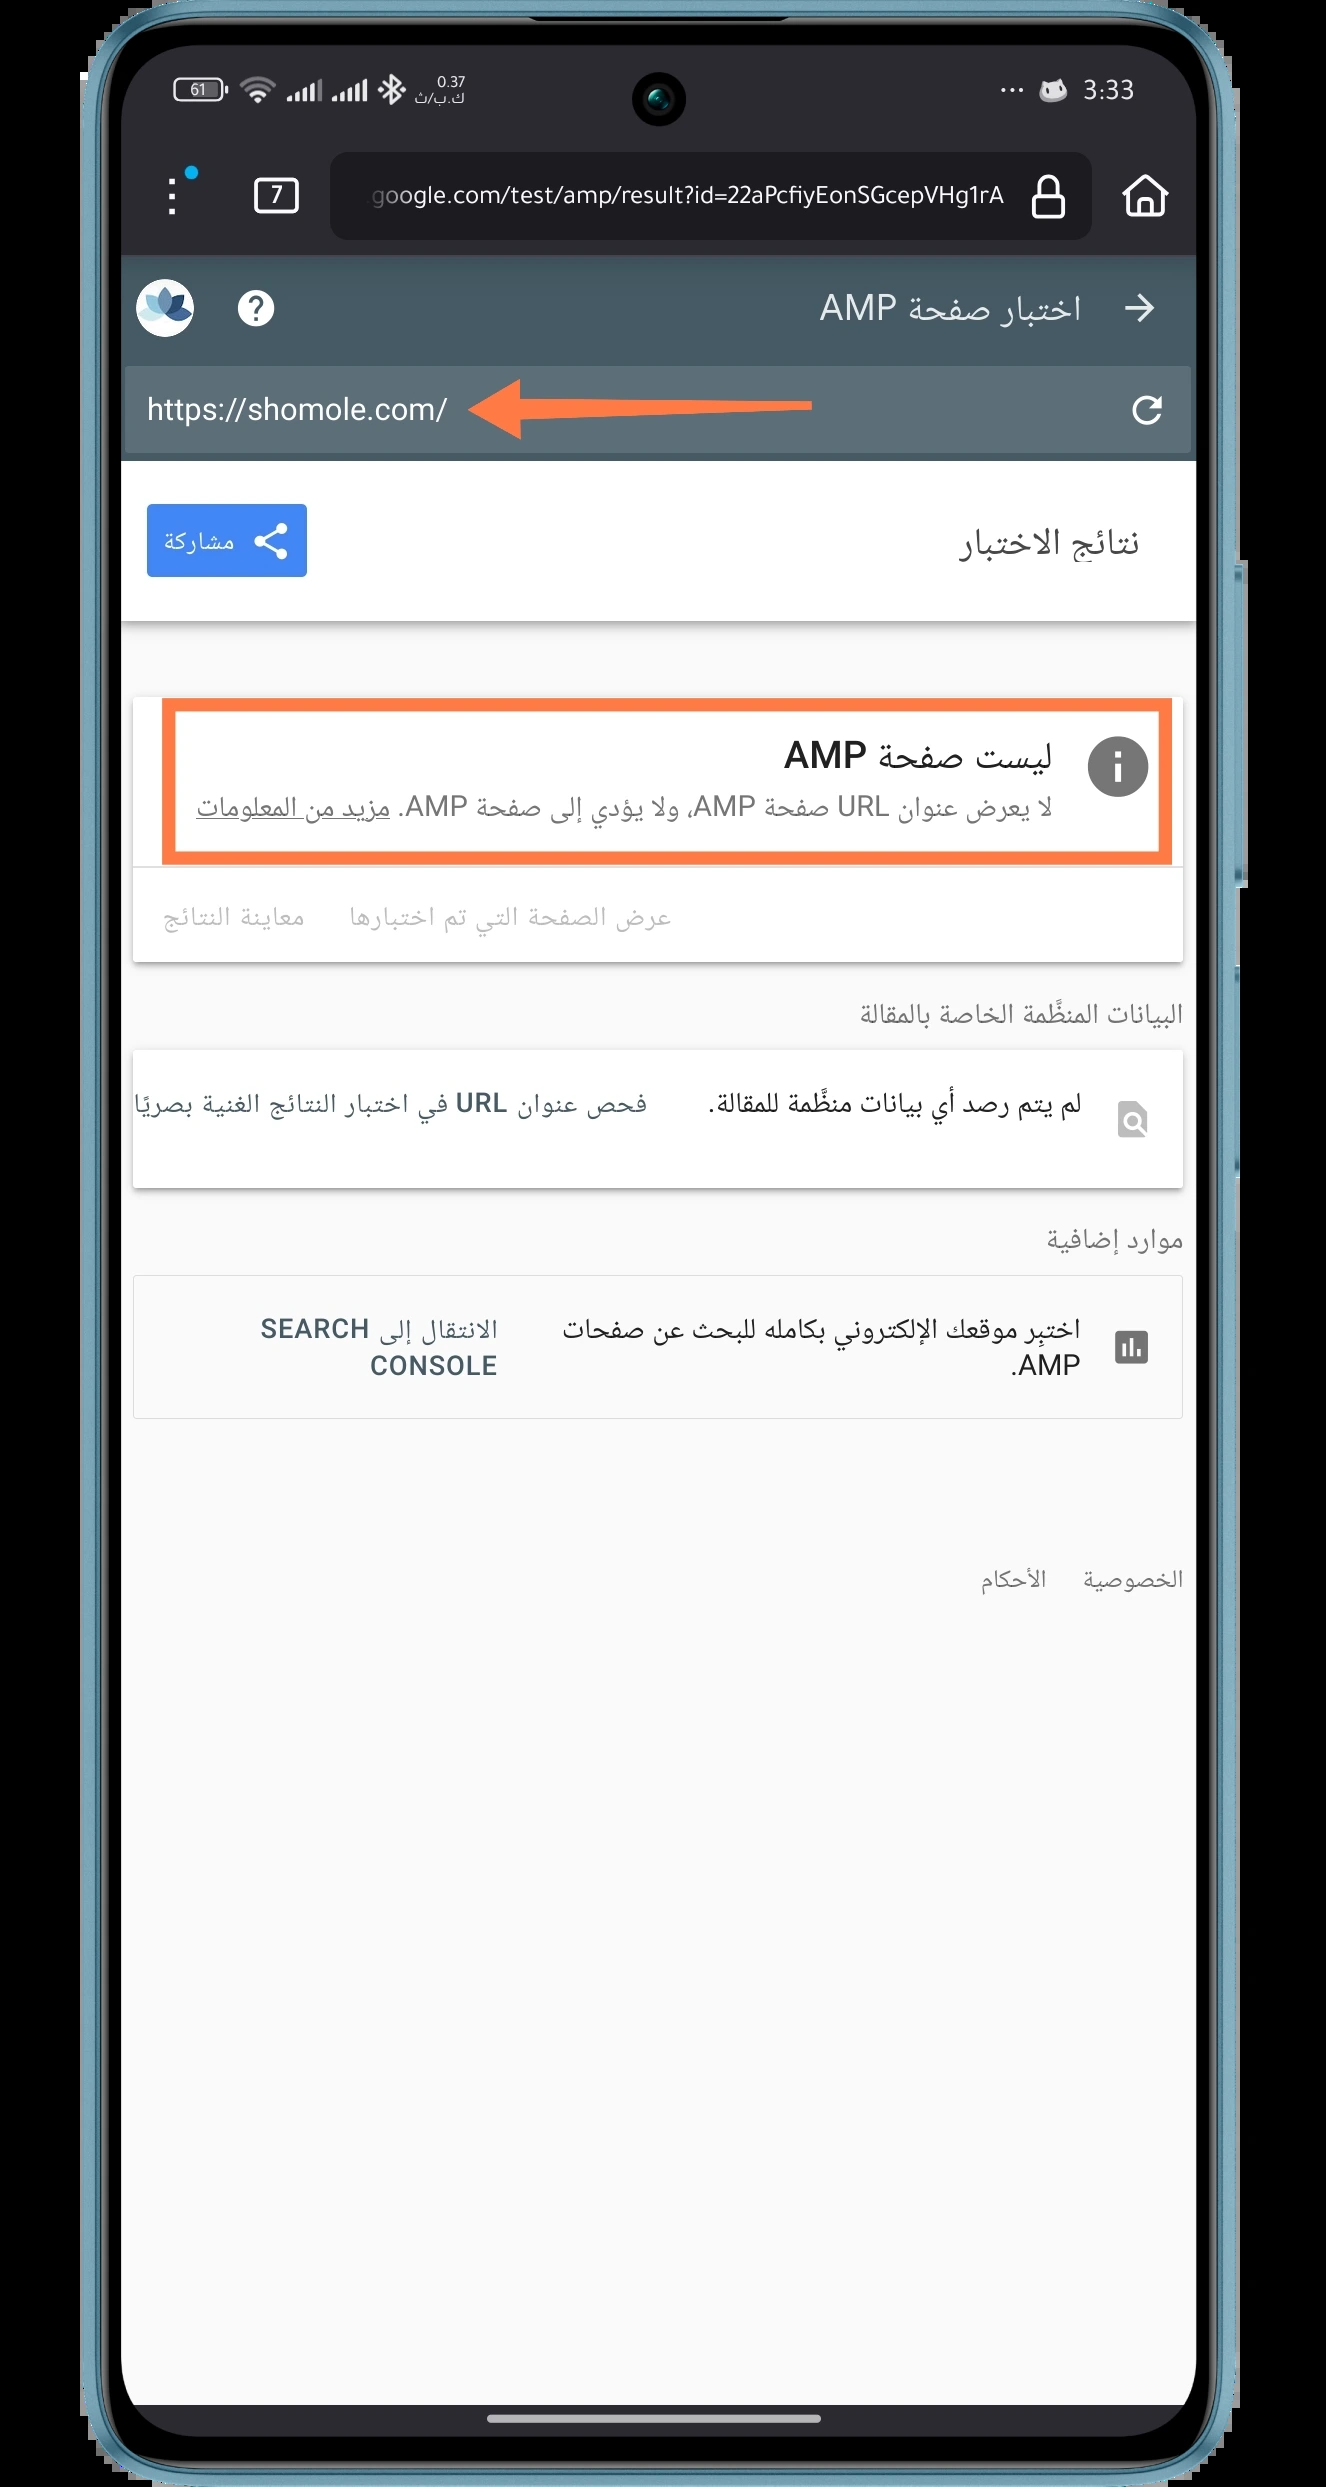 61
0.37
ك.ب/ث
3:33
7
google.com/test/amp/result?id=22aPcfiyEonSGcepVHg1rA
اختبار صفحة AMP
https://shomole.com/
نتائج الاختبار
مشاركة
ليست صفحة AMP
لا يعرض عنوان URL صفحة AMP، ولا يؤدي إلى صفحة AMP. مزيد من المعلومات
عرض الصفحة التي تم اختبارها
معاينة النتائج
البيانات المنظَّمة الخاصة بالمقالة
لم يتم رصد أي بيانات منظَّمة للمقالة.
فحص عنوان URL في اختبار النتائج الغنية بصريًا
موارد إضافية
اختبِر موقعك الإلكتروني بكامله للبحث عن صفحات
AMP.
الانتقال إلى SEARCH
CONSOLE
الخصوصية
الأحكام